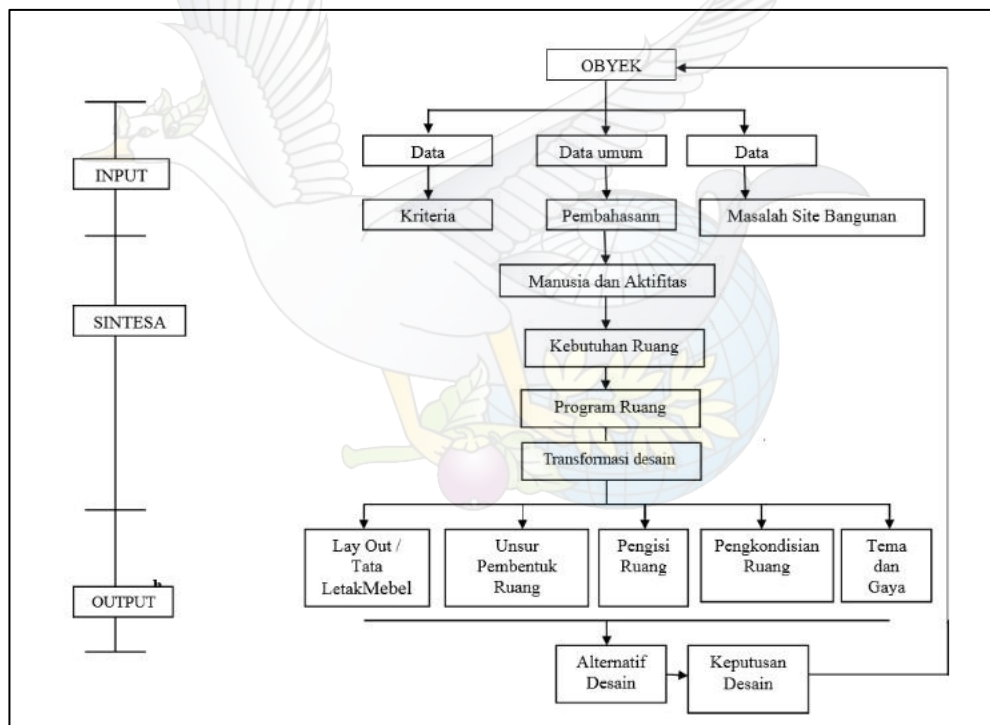 OBYEK
Data
Data umum
Data
INPUT
Kriteria
Pembahasann
Masalah Site Bangunan
Manusia dan Aktifitas
SINTESA
Kebutuhan Ruang
Program Ruang
Transformasi desain
Lay Out /
Tata
LetakMebel
Unsur
Pembentuk
Ruang
Pengisi
Ruang
Pengkondisian
Ruang
Tema
dan
Gaya
OUTPUT
Alternatif
Desain
Keputusan
Desain